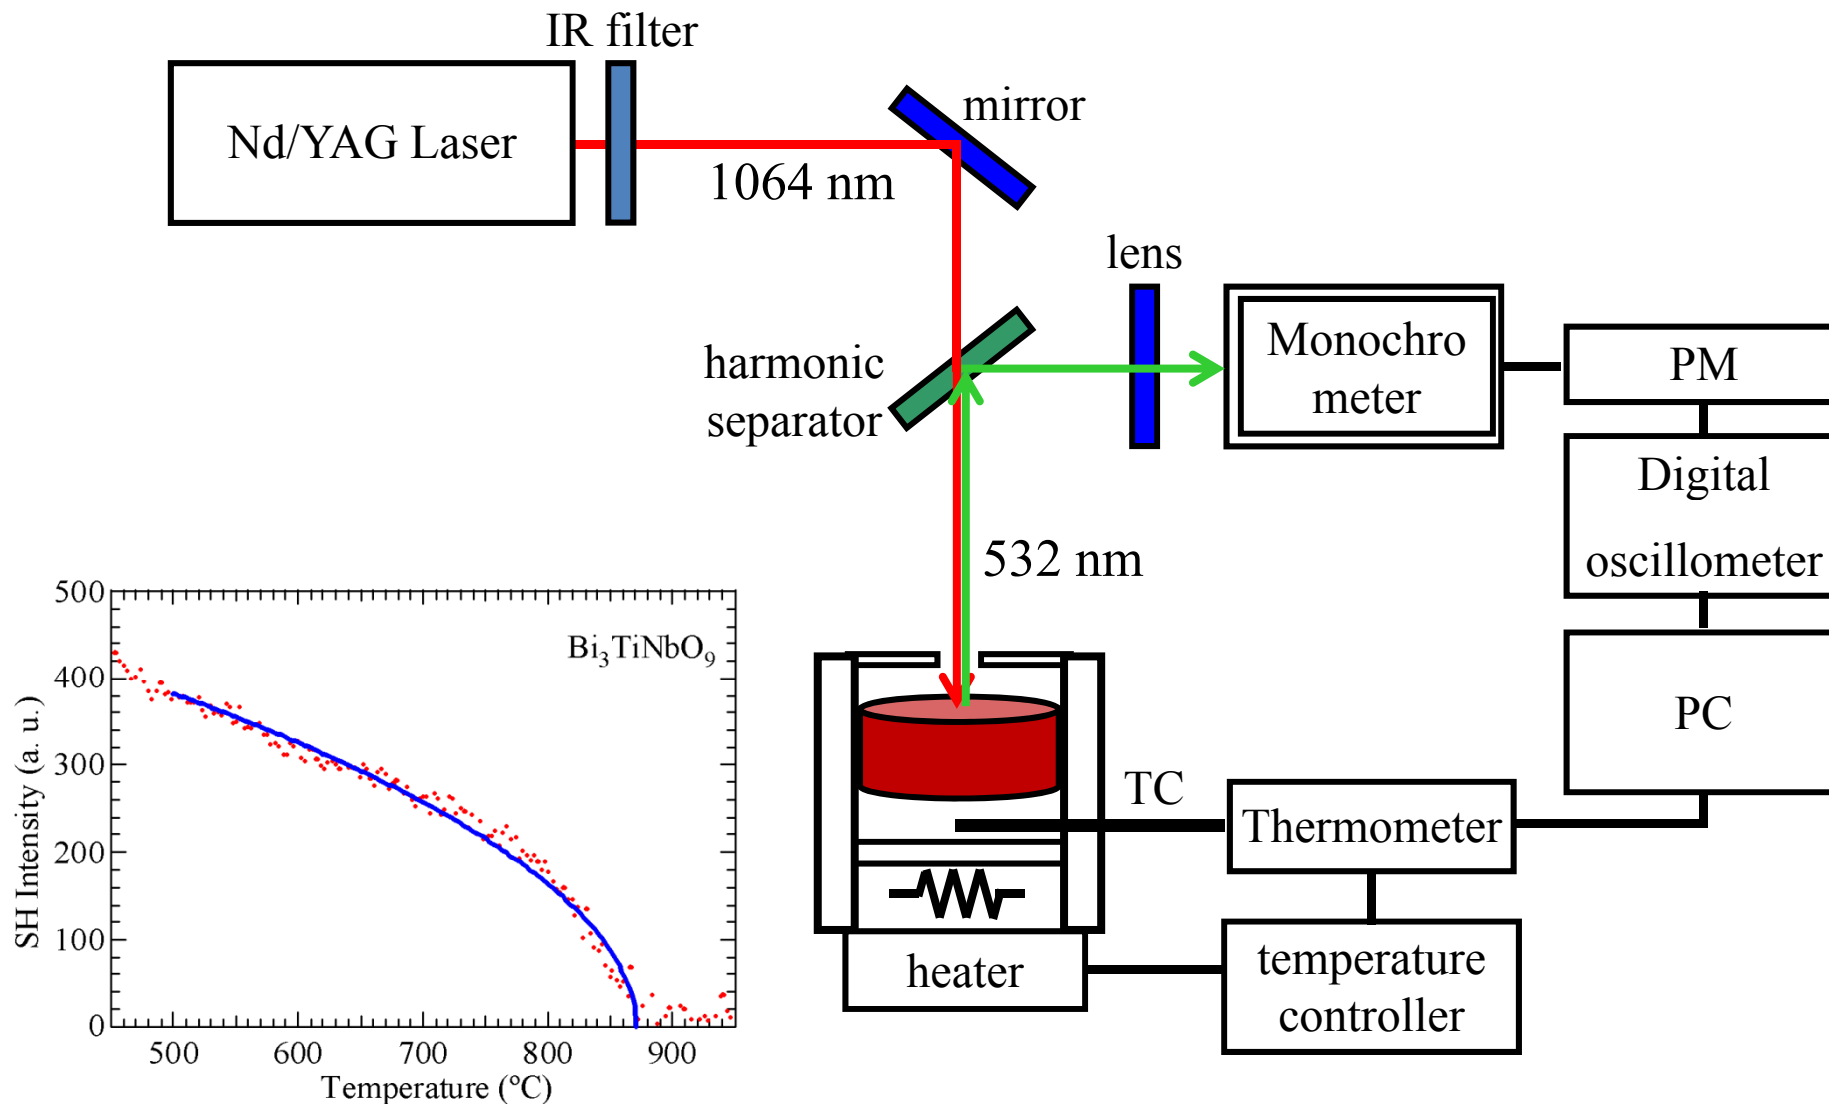 IR filter
Nd/YAG Laser
mirror
1064 nm
lens
harmonic
separator
Monochro
meter
PM
Digital
oscillometer
532 nm
PC
TC
Thermometer
heater
temperature
controller
500
400
300
200
100
0
SH Intensity (a. u.)
Bi₃TiNbO₉
500 600 700 800 900
Temperature (°C)